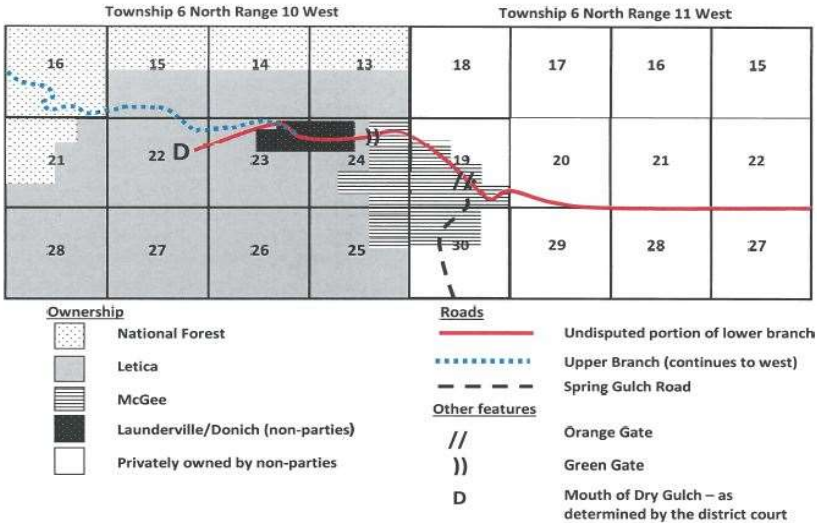 Township 6 North Range 10 West Township 6 North Range 11 West
16 15 14 13 18 17 16 15
21 22 D 23 24 )) 19 // 20 21 22
28 27 26 25 30 29 28 27
Ownership
National Forest
Letica
McGee
Launderville/Donich (non-parties)
Privately owned by non-parties
Roads
Undisputed portion of lower branch
Upper Branch (continues to west)
Spring Gulch Road
Other features
// Orange Gate
)) Green Gate
D Mouth of Dry Gulch – as
determined by the district court